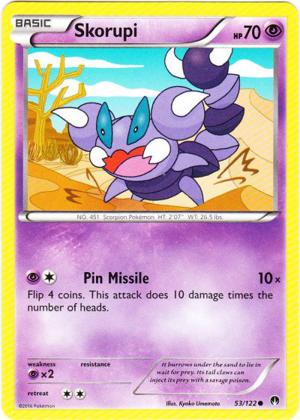 BASIC
Skorupi
HP 70
NO. 451 Scorpion Pokémon HT: 2'07" WT: 26.5 lbs.
Pin Missile 10×
Flip 4 coins. This attack does 10 damage times the
number of heads.
weakness
×2
resistance
retreat
It burrows under the sand to lie in
wait for prey. Its tail claws can
inject its prey with a savage poison.
Illus. Kyoko Umemoto
53/122
©2016 Pokémon